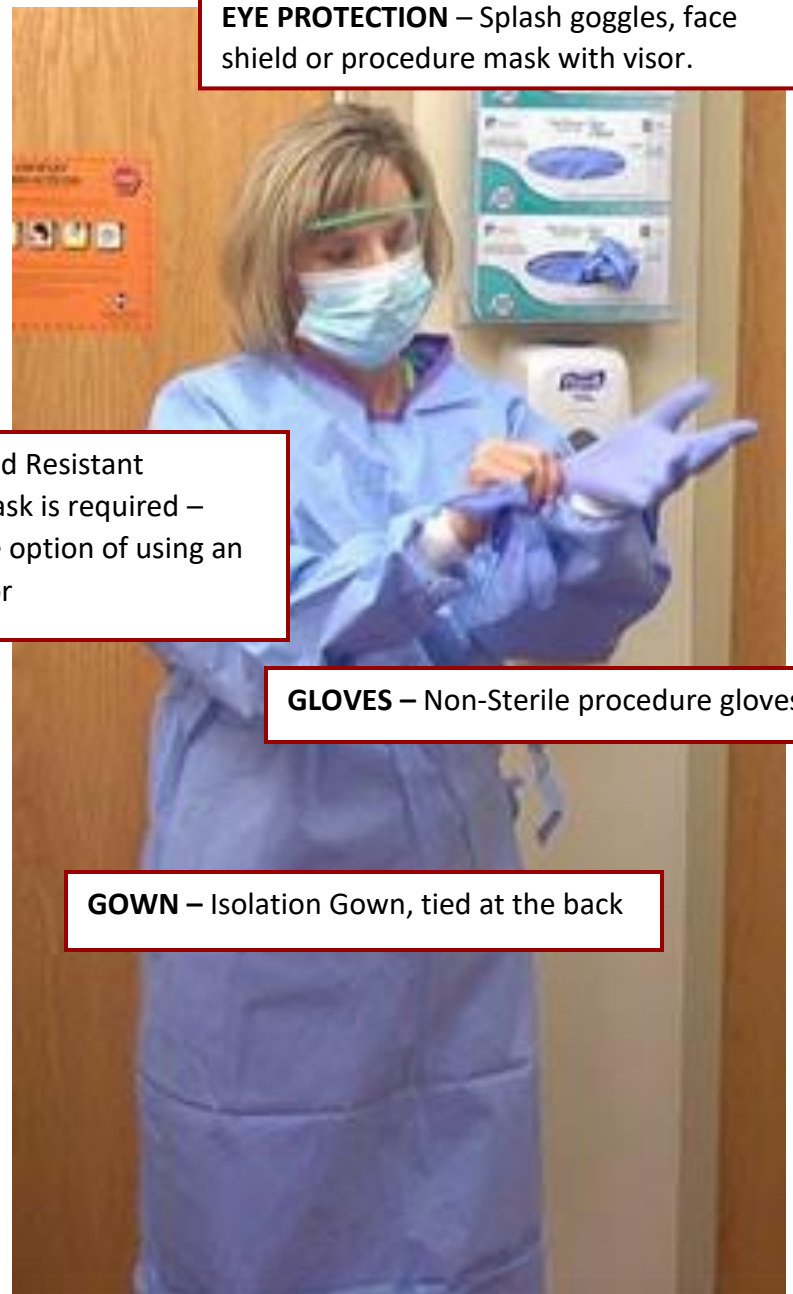 EYE PROTECTION – Splash goggles, face
shield or procedure mask with visor.
d Resistant
ask is required –
option of using an
r
GLOVES – Non-Sterile procedure gloves
GOWN – Isolation Gown, tied at the back